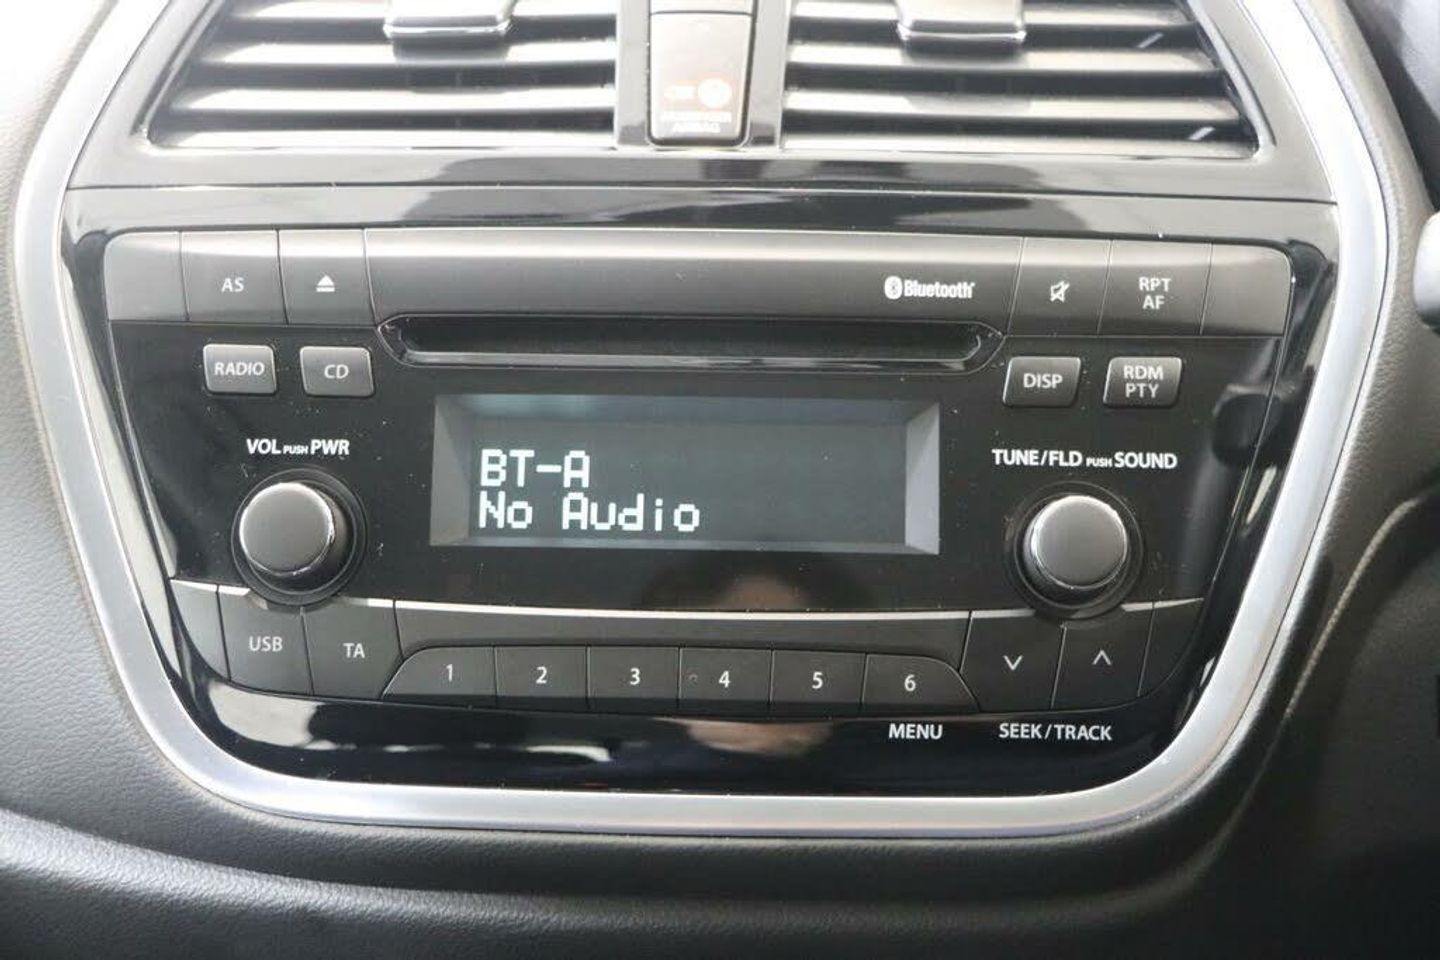 AS
Bluetooth
RPT
AF
RADIO
CD
DISP
RDM
PTY
VOL PUSH PWR
TUNE/FLD PUSH SOUND
BT-A
No Audio
USB
TA
1
2
3
4
5
6
MENU
SEEK/TRACK